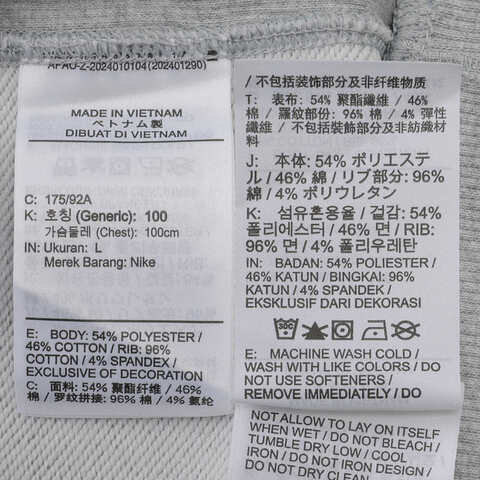 APAO-Z-2024010104(202401290)
MADE IN VIETNAM
ベトナム製
DIBUAT DI VIETNAM
C: 175/92A
K: 호칭 (Generic): 100
가슴둘레 (Chest): 100cm
IN: Ukuran: L
Merek Barang: Nike
E: BODY: 54% POLYESTER /
46% COTTON / RIB: 96%
COTTON / 4% SPANDEX /
EXCLUSIVE OF DECORATION
C: 面料: 54% 聚酯纤维 / 46%
棉 / 罗纹拼接: 96% 棉 / 4% 氨纶
/ 不包括装饰部分及非纤维物质
T: 表布: 54% 聚酯纖維 / 46%
棉 / 羅紋部份: 96% 棉 / 4% 彈性
纖維 / 不包括裝飾部分及非紡織材
料
J: 本体: 54% ポリエステ
ル / 46% 綿 / リブ部分: 96%
綿 / 4% ポリウレタン
K: 섬유혼용율 / 겉감: 54%
폴리에스터 / 46% 면 / RIB:
96% 면 / 4% 폴리우레탄
IN: BADAN: 54% POLIESTER /
46% KATUN / BINGKAI: 96%
KATUN / 4% SPANDEK /
EKSKLUSIF DARI DEKORASI
E: MACHINE WASH COLD /
WASH WITH LIKE COLORS / DO
NOT USE SOFTENERS /
REMOVE IMMEDIATELY / DO
NOT ALLOW TO LAY ON ITSELF
WHEN WET / DO NOT BLEACH /
TUMBLE DRY LOW / COOL
IRON / DO NOT IRON DESIGN /
DO NOT DRY CLEAN